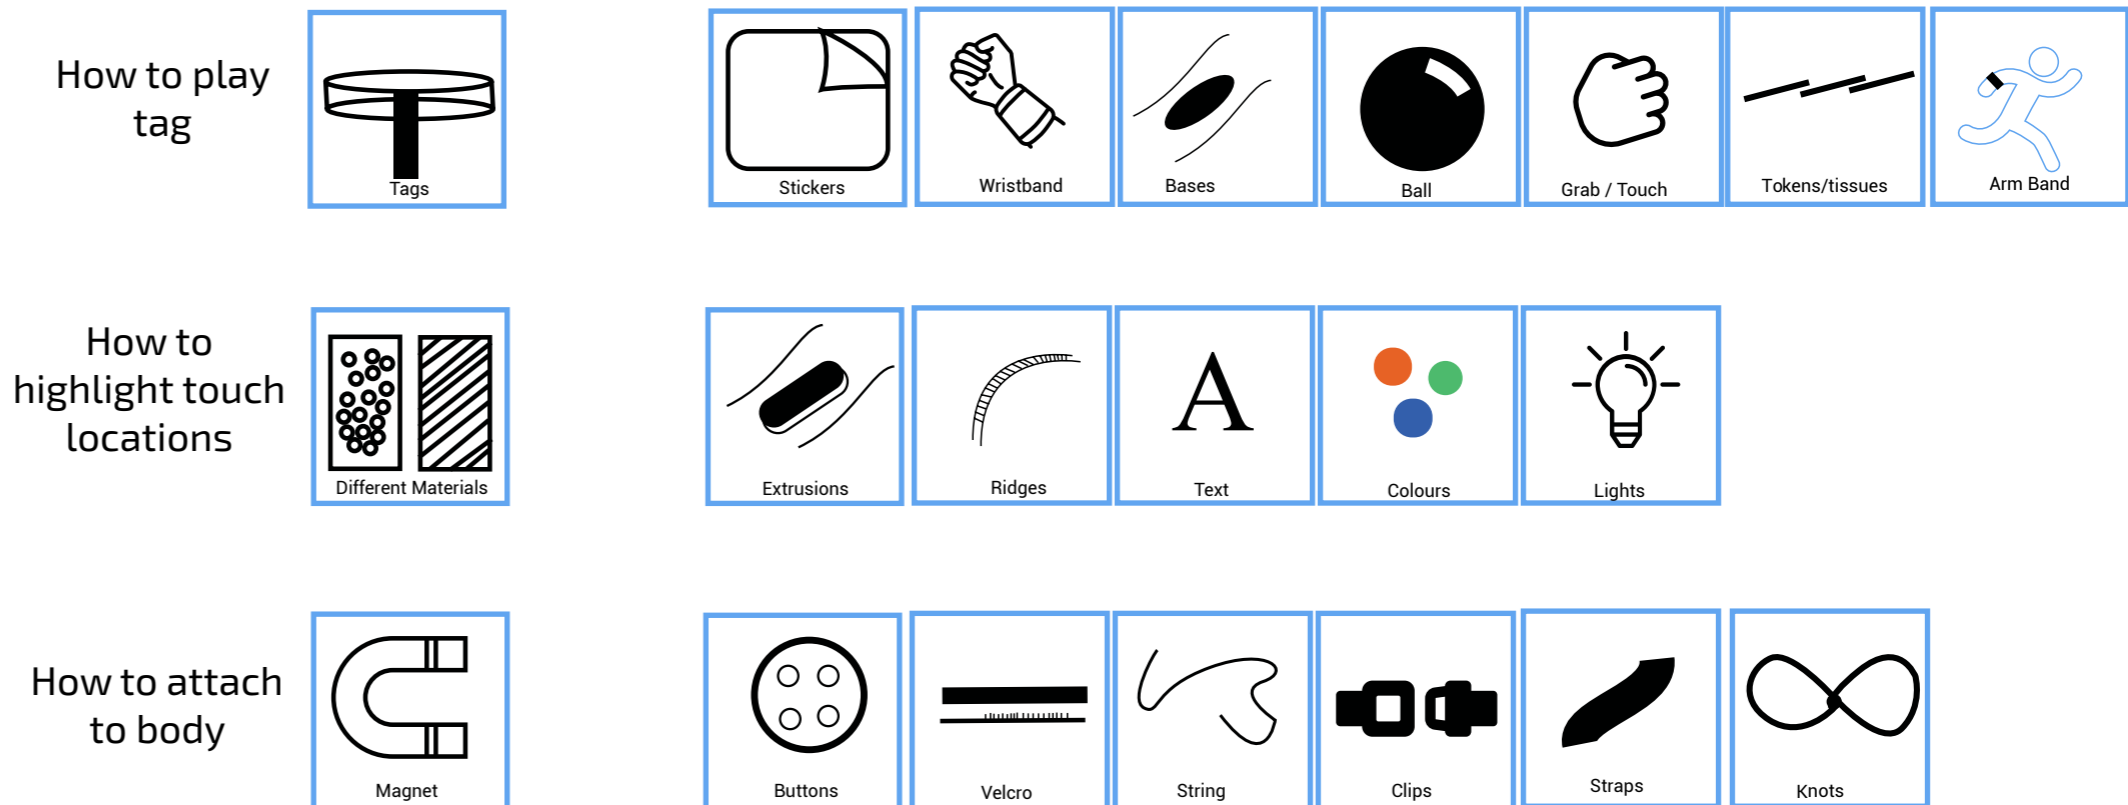 How to play
tag
Tags
Stickers
Wristband
Bases
Ball
Grab / Touch
Tokens/tissues
Arm Band
How to
highlight touch
locations
Different Materials
Extrusions
Ridges
A
Text
Colours
Lights
How to attach
to body
Magnet
Buttons
Velcro
String
Clips
Straps
Knots